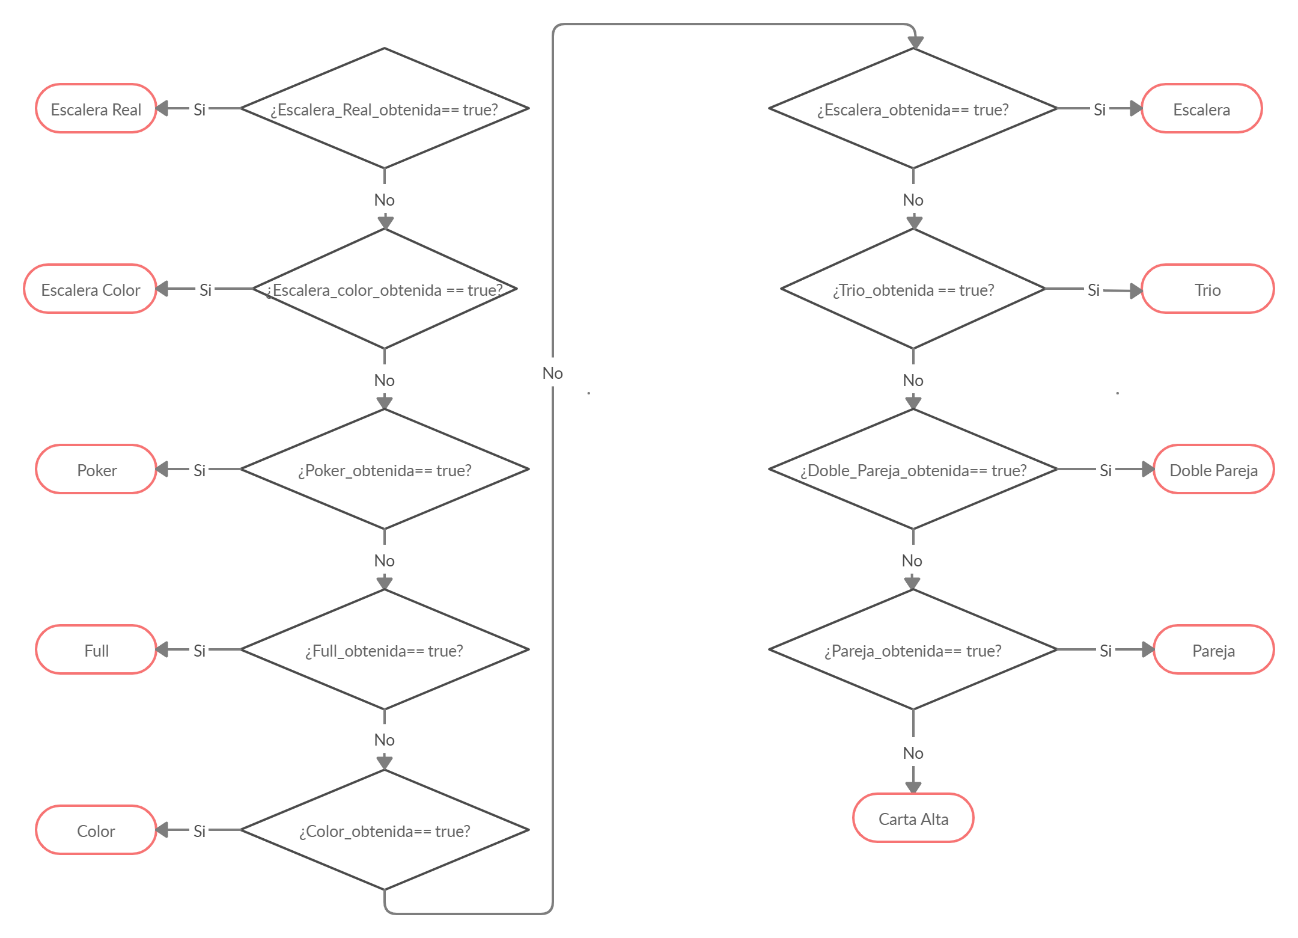 ¿Escalera_Real_obtenida== true?
Si
Escalera Real
No
¿Escalera_color_obtenida == true?
Si
Escalera Color
No
¿Poker_obtenida== true?
Si
Poker
No
¿Full_obtenida== true?
Si
Full
No
¿Color_obtenida== true?
Si
Color
No
¿Escalera_obtenida== true?
Si
Escalera
No
¿Trio_obtenida == true?
Si
Trio
No
¿Doble_Pareja_obtenida== true?
Si
Doble Pareja
No
¿Pareja_obtenida== true?
Si
Pareja
No
Carta Alta